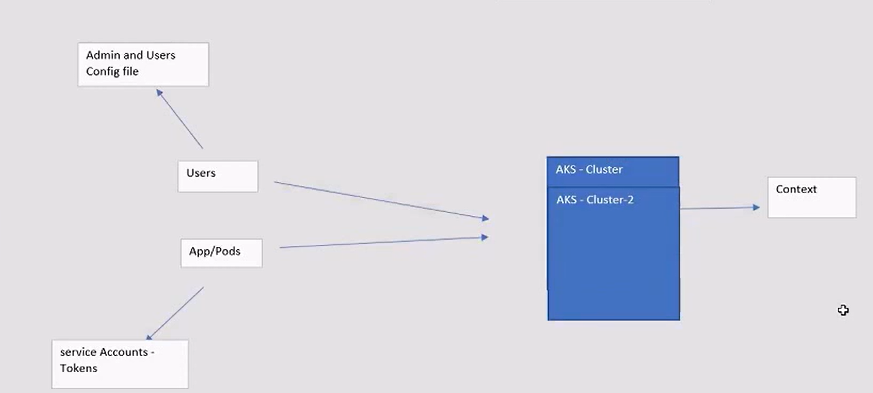 Admin and Users
Config file
Users
AKS - Cluster
AKS - Cluster-2
Context
App/Pods
service Accounts -
Tokens